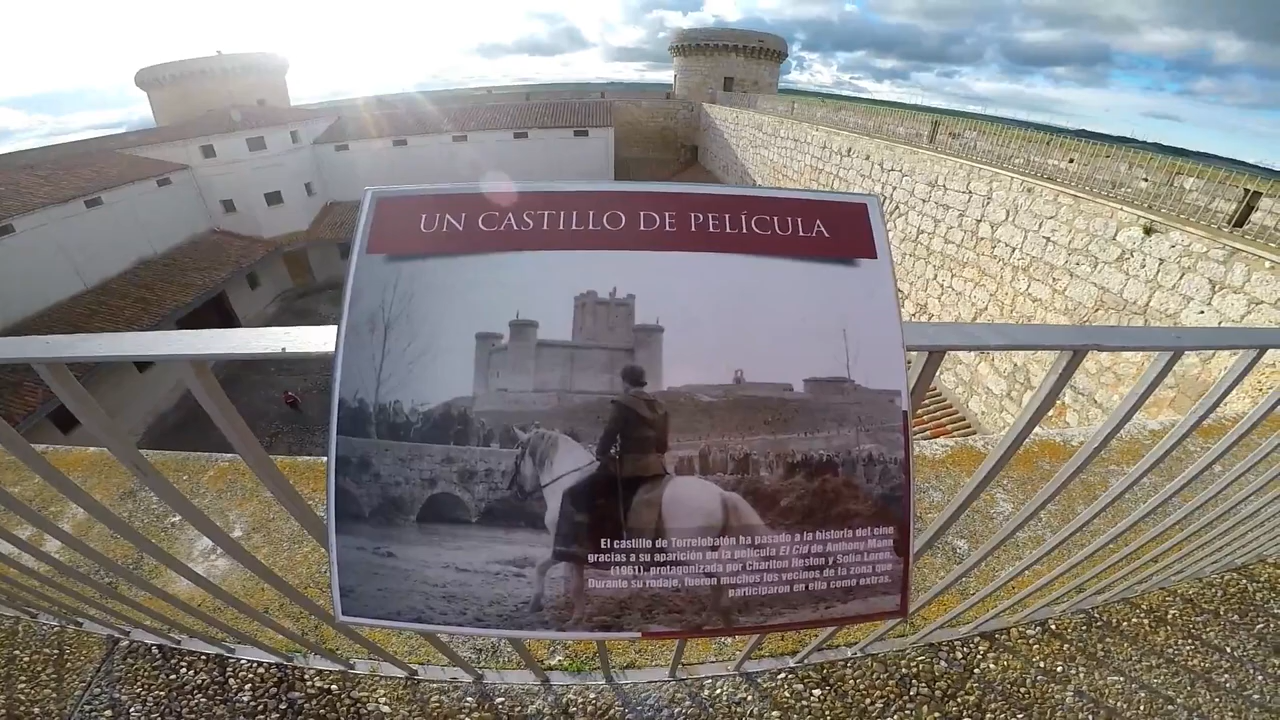 UN CASTILLO DE PELÍCULA
El castillo de Torrelobatón ha pasado a la historia del cine
gracias a su aparición en la película El Cid de Anthony Mann
(1961), protagonizada por Charlton Heston y Sofía Loren.
Durante su rodaje, fueron muchos los vecinos de la zona que
participaron en ella como extras.